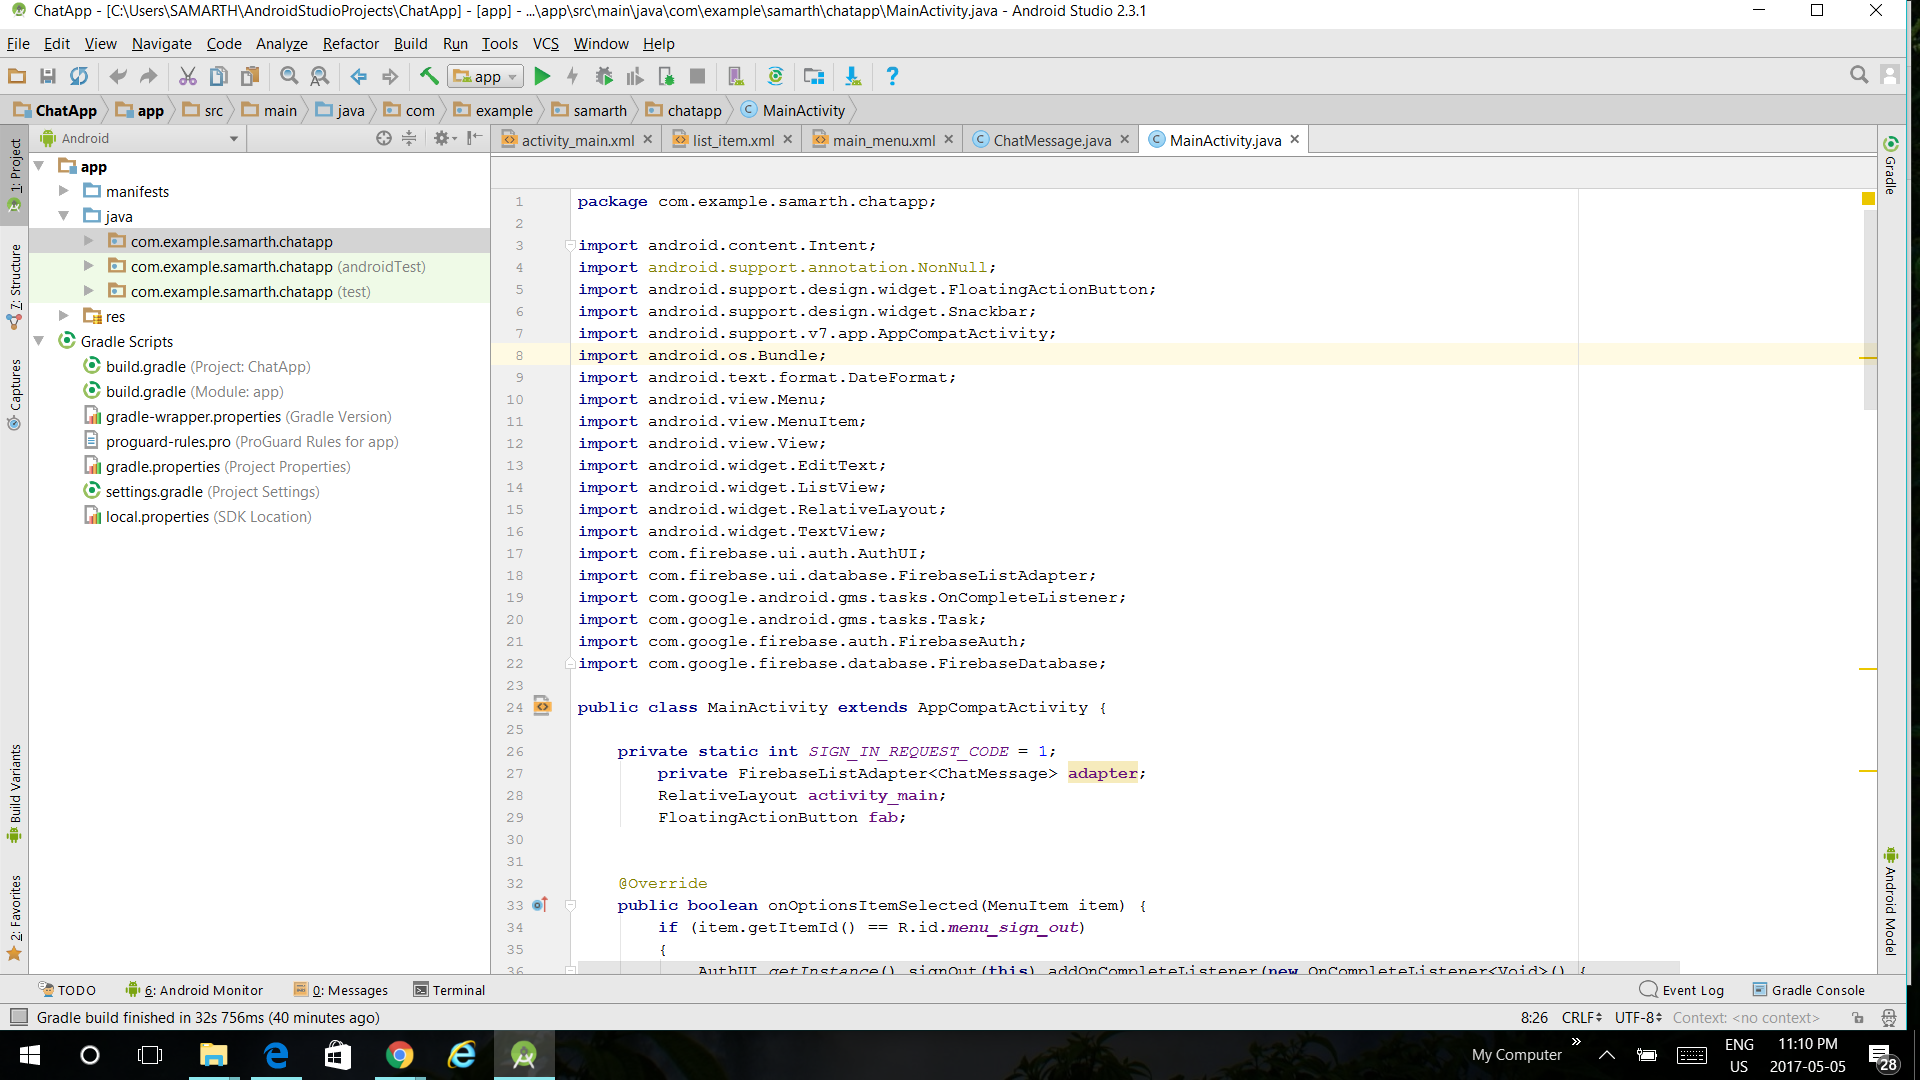 ChatApp - [C:\Users\SAMARTH\AndroidStudioProjects\ChatApp] - [app] - ...\app\src\main\java\com\example\samarth\chatapp\MainActivity.java - Android Studio 2.3.1
File Edit View Navigate Code Analyze Refactor Build Run Tools VCS Window Help
app
ChatApp app src main java com example samarth chatapp MainActivity
Android
activity_main.xml list_item.xml main_menu.xml ChatMessage.java MainActivity.java
1: Project
7: Structure
Captures
Build Variants
2: Favorites
app
manifests
java
com.example.samarth.chatapp
com.example.samarth.chatapp (androidTest)
com.example.samarth.chatapp (test)
res
Gradle Scripts
build.gradle (Project: ChatApp)
build.gradle (Module: app)
gradle-wrapper.properties (Gradle Version)
proguard-rules.pro (ProGuard Rules for app)
gradle.properties (Project Properties)
settings.gradle (Project Settings)
local.properties (SDK Location)
1 package com.example.samarth.chatapp;
2
3 import android.content.Intent;
4 import android.support.annotation.NonNull;
5 import android.support.design.widget.FloatingActionButton;
6 import android.support.design.widget.Snackbar;
7 import android.support.v7.app.AppCompatActivity;
8 import android.os.Bundle;
9 import android.text.format.DateFormat;
10 import android.view.Menu;
11 import android.view.MenuItem;
12 import android.view.View;
13 import android.widget.EditText;
14 import android.widget.ListView;
15 import android.widget.RelativeLayout;
16 import android.widget.TextView;
17 import com.firebase.ui.auth.AuthUI;
18 import com.firebase.ui.database.FirebaseListAdapter;
19 import com.google.android.gms.tasks.OnCompleteListener;
20 import com.google.android.gms.tasks.Task;
21 import com.google.firebase.auth.FirebaseAuth;
22 import com.google.firebase.database.FirebaseDatabase;
23
24 public class MainActivity extends AppCompatActivity {
25
26 private static int SIGN_IN_REQUEST_CODE = 1;
27 private FirebaseListAdapter<ChatMessage> adapter;
28 RelativeLayout activity_main;
29 FloatingActionButton fab;
30
31
32 @Override
33 public boolean onOptionsItemSelected(MenuItem item) {
34 if (item.getItemId() == R.id.menu_sign_out)
35 {
36 AuthUI.getInstance().signOut(this).addOnCompleteListener(new OnCompleteListener<Void>() {
Gradle
Android Model
TODO 6: Android Monitor 0: Messages Terminal Event Log Gradle Console
Gradle build finished in 32s 756ms (40 minutes ago) 8:26 CRLF UTF-8 Context: <no context>
My Computer
ENG
US
11:10 PM
2017-05-05
28